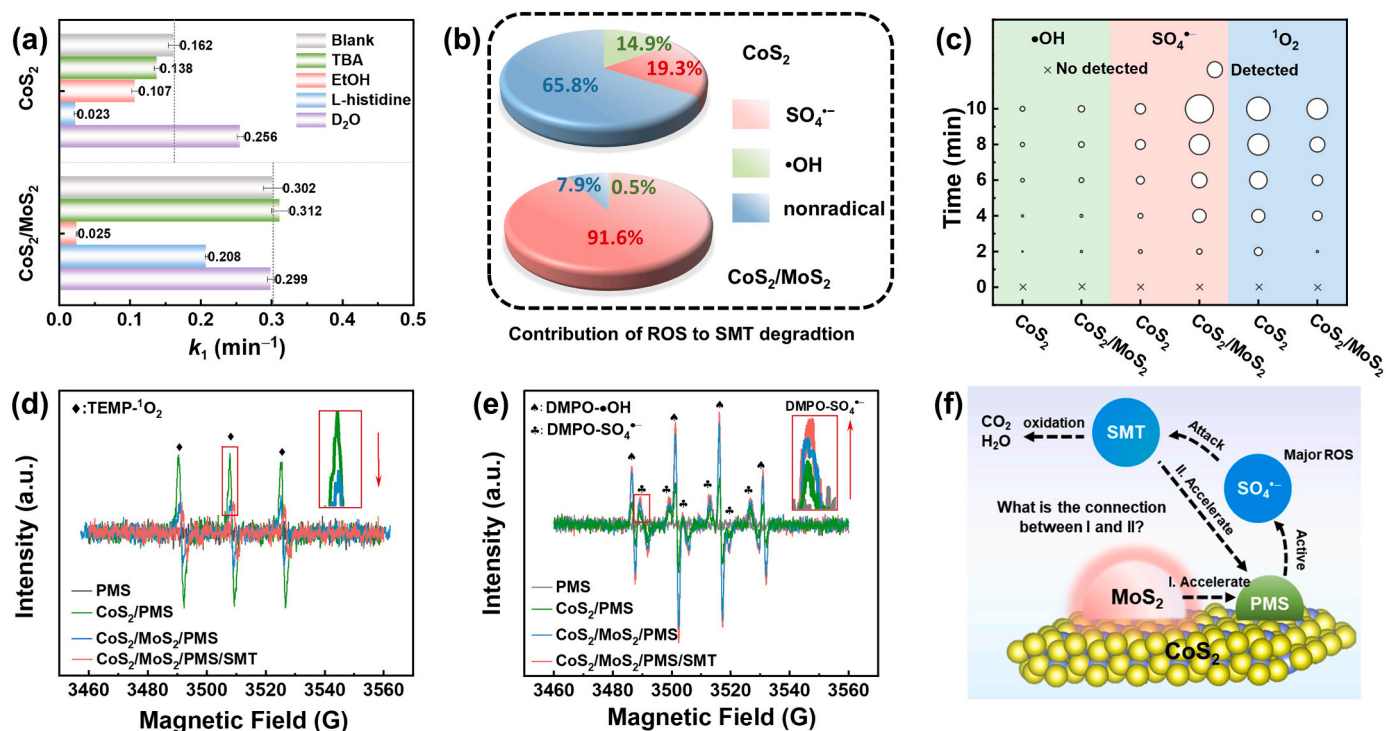 (a)
CoS2
CoS2/MoS2
0.162
0.138
0.107
0.023
0.256
0.302
0.312
0.025
0.208
0.299
Blank
TBA
EtOH
L-histidine
D2O
0.0 0.1 0.2 0.3 0.4 0.5
k1 (min−1)
(b)
14.9%
19.3%
65.8%
CoS2
SO4•−
•OH
nonradical
7.9%
0.5%
91.6%
CoS2/MoS2
Contribution of ROS to SMT degradtion
(c)
•OH SO4•− 1O2
× No detected Detected
Time (min)
10
8
6
4
2
0
CoS2 CoS2/MoS2 CoS2 CoS2/MoS2 CoS2 CoS2/MoS2
(d)
♦:TEMP-1O2
Intensity (a.u.)
PMS
CoS2/PMS
CoS2/MoS2/PMS
CoS2/MoS2/PMS/SMT
3460 3480 3500 3520 3540 3560
Magnetic Field (G)
(e)
♠: DMPO-•OH
♣: DMPO-SO4•−
DMPO-SO4•−
Intensity (a.u.)
PMS
CoS2/PMS
CoS2/MoS2/PMS
CoS2/MoS2/PMS/SMT
3460 3480 3500 3520 3540 3560
Magnetic Field (G)
(f)
CO2
H2O
oxidation
SMT
Attack
Major ROS
SO4•−
II. Accelerate
What is the connection
between I and II?
Active
I. Accelerate
MoS2
PMS
CoS2